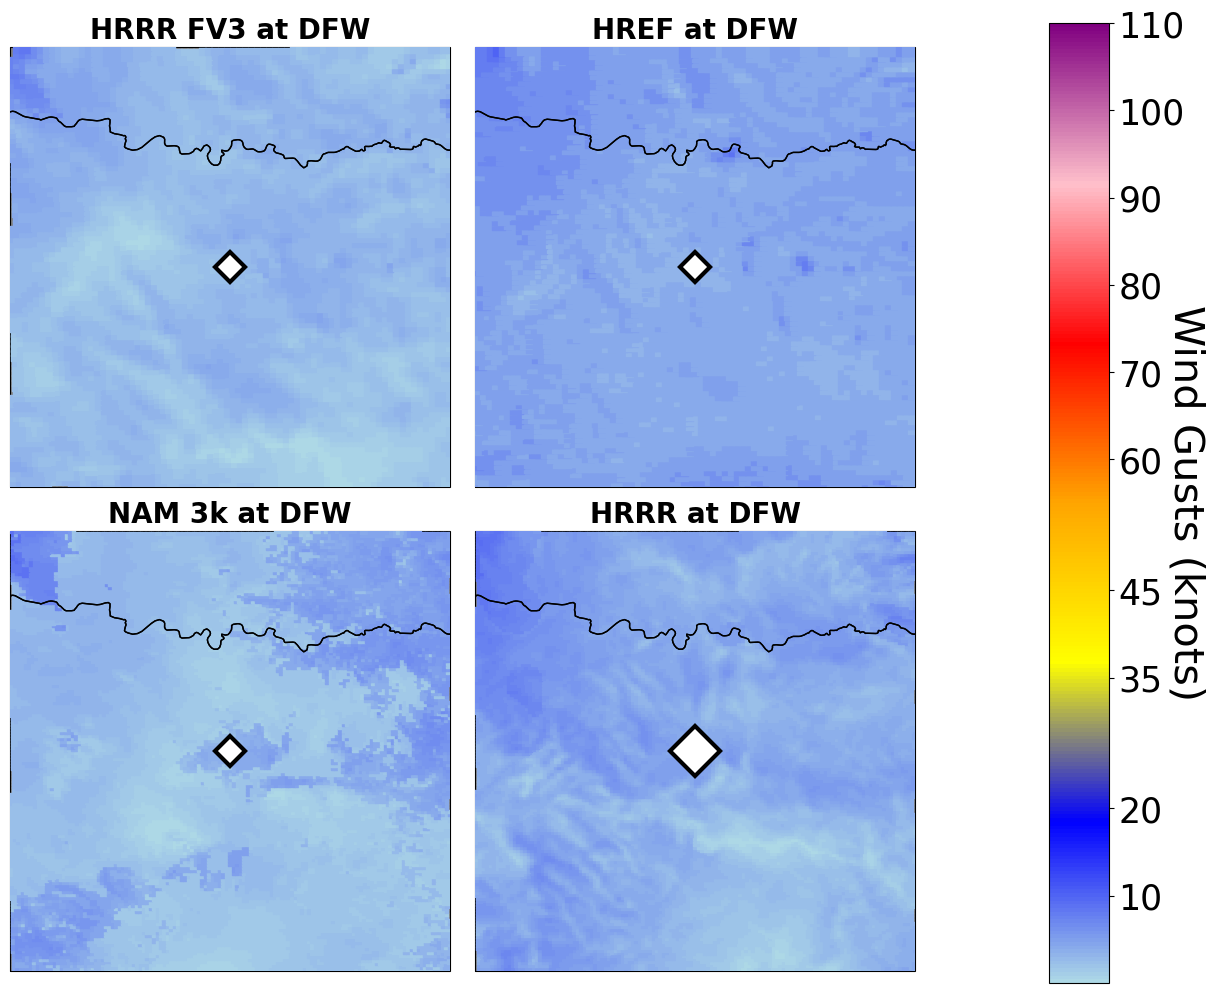 HRRR FV3 at DFW
HREF at DFW
NAM 3k at DFW
HRRR at DFW
110
100
90
80
70
60
45
35
20
10
Wind Gusts (knots)